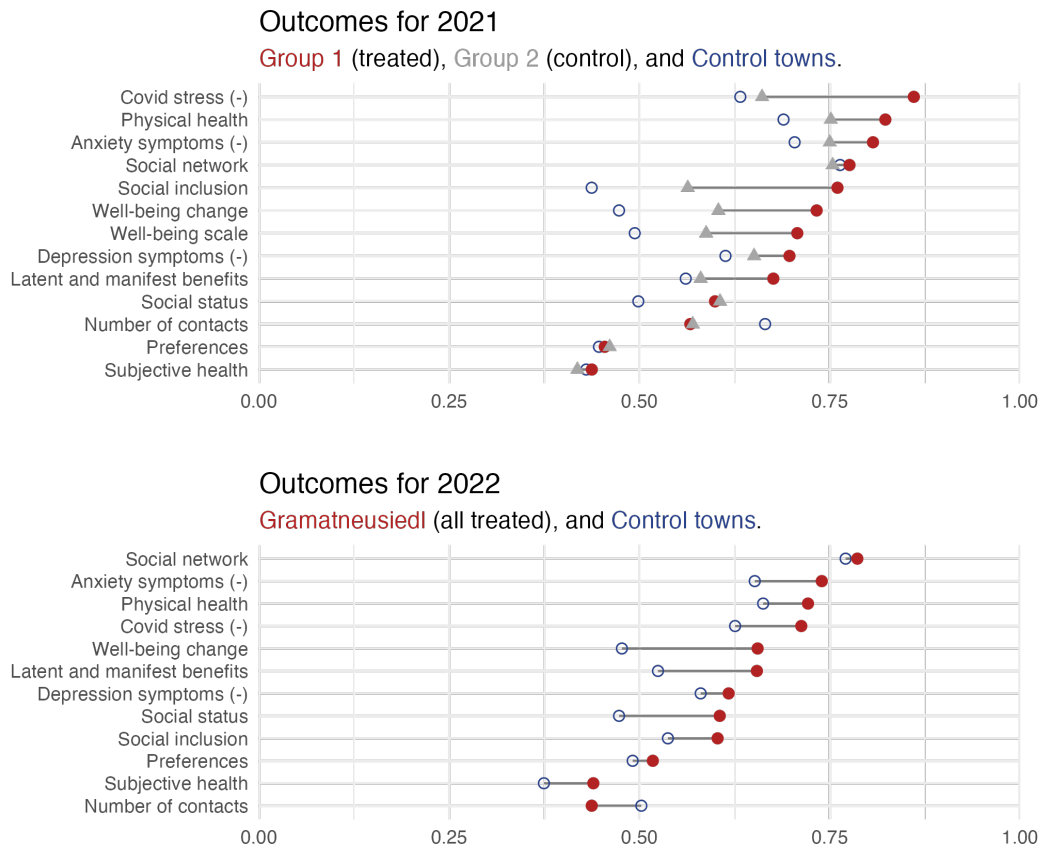 Outcomes for 2021
Group 1 (treated), Group 2 (control), and Control towns.
Covid stress (-)
Physical health
Anxiety symptoms (-)
Social network
Social inclusion
Well-being change
Well-being scale
Depression symptoms (-)
Latent and manifest benefits
Social status
Number of contacts
Preferences
Subjective health
0.00 0.25 0.50 0.75 1.00
Outcomes for 2022
Gramatneusiedl (all treated), and Control towns.
Social network
Anxiety symptoms (-)
Physical health
Covid stress (-)
Well-being change
Latent and manifest benefits
Depression symptoms (-)
Social status
Social inclusion
Preferences
Subjective health
Number of contacts
0.00 0.25 0.50 0.75 1.00